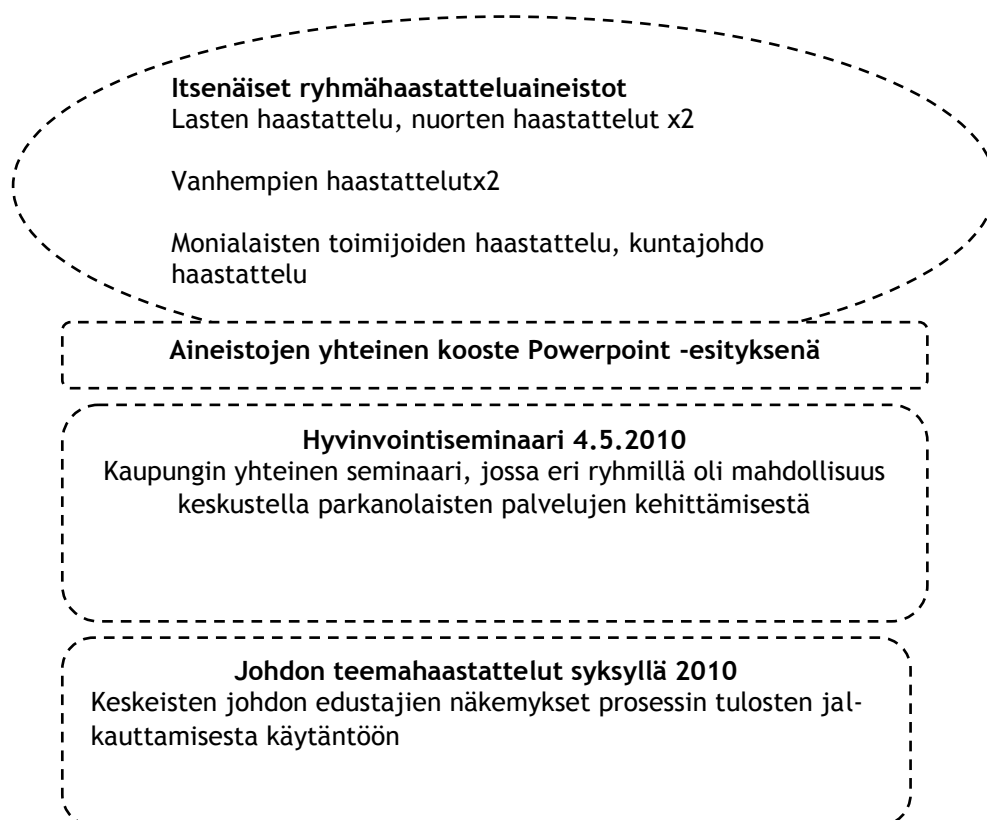 Itsenäiset ryhmähaastatteluaineistot
Lasten haastattelu, nuorten haastattelut x2
Vanhempien haastattelutx2
Monialaisten toimijoiden haastattelu, kuntajohdo
haastattelu
Aineistojen yhteinen kooste Powerpoint -esityksenä
Hyvinvointiseminaari 4.5.2010
Kaupungin yhteinen seminaari, jossa eri ryhmillä oli mahdollisuus
keskustella parkanolaisten palvelujen kehittämisestä
Johdon teemahaastattelut syksyllä 2010
Keskeisten johdon edustajien näkemykset prosessin tulosten jal-
kauttamisesta käytäntöön